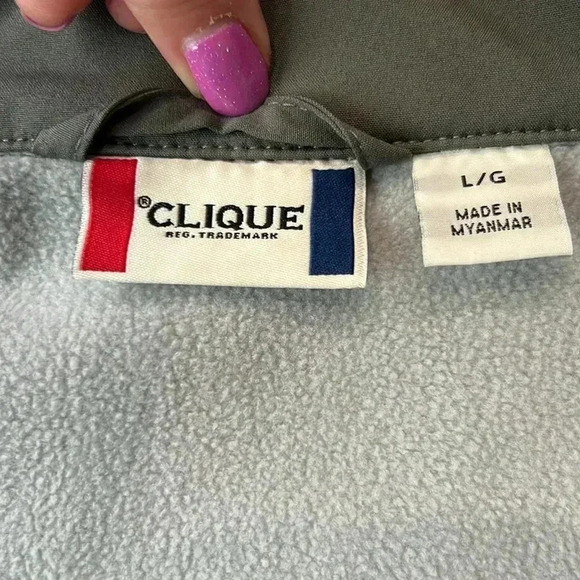 ®CLIQUE
REG. TRADEMARK
L/G
MADE IN
MYANMAR